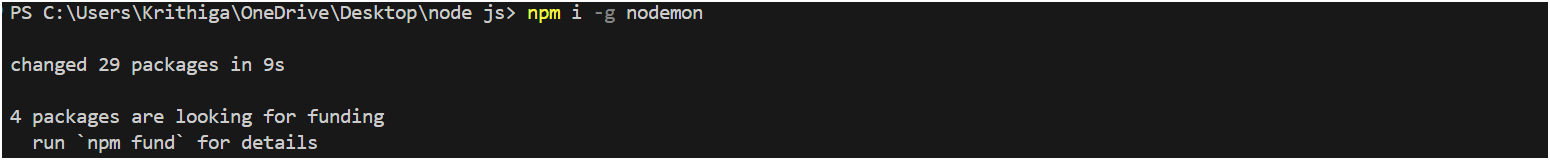 PS C:\Users\Krithiga\OneDrive\Desktop\node js> npm i -g nodemon
changed 29 packages in 9s
4 packages are looking for funding
run `npm fund` for details